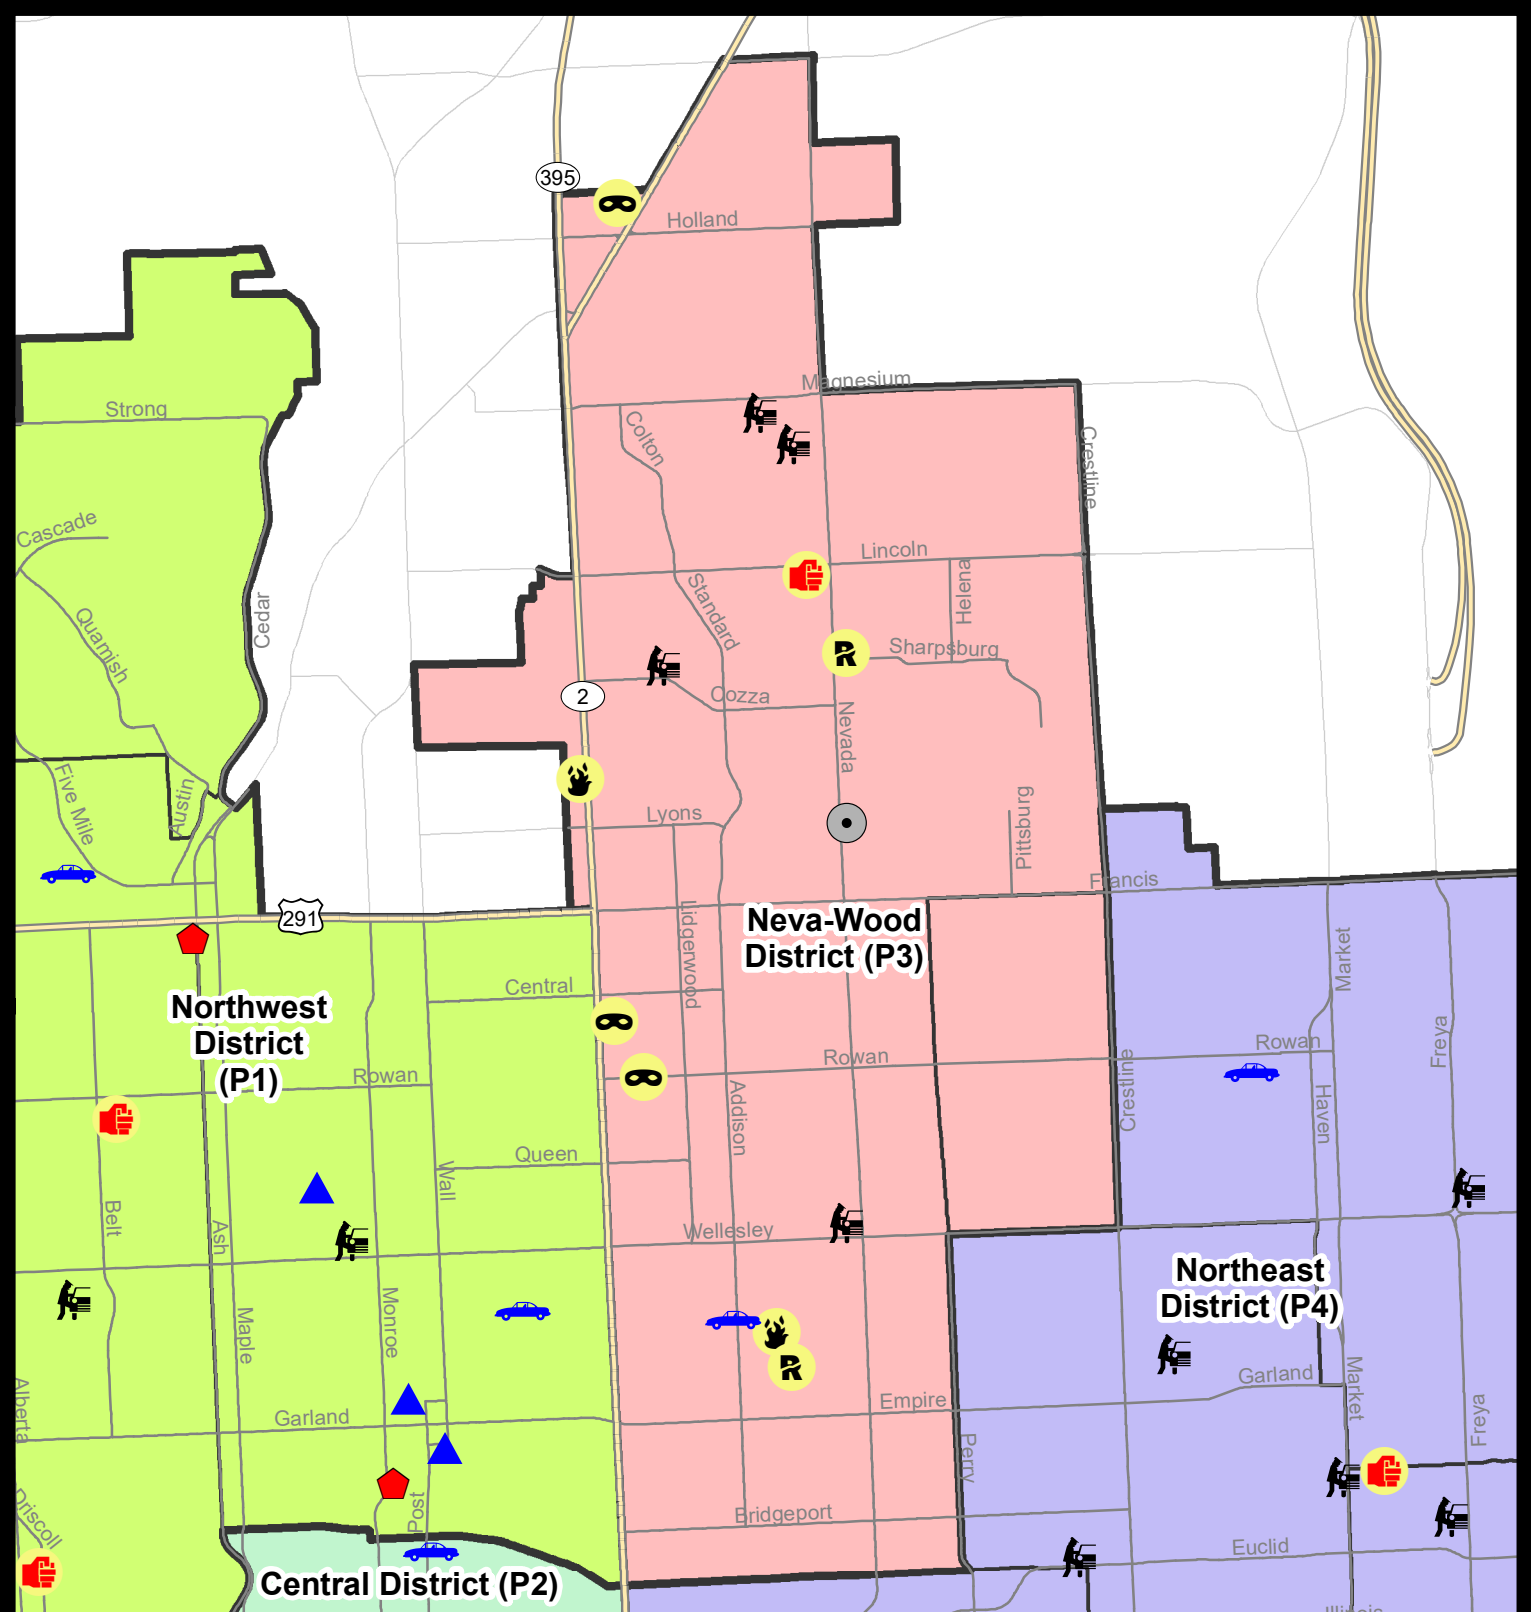 395
Holland
Magnesium
Strong
Colton
Crestline
Cascade
Lincoln
Helena
Standard
Cedar
Quamish
Sharpsburg
2
Cozza
Nevada
Five Mile
Austin
Lyons
Pittsburg
Francis
291
Neva-Wood
District (P3)
Lidgerwood
Market
Central
Northwest
District
(P1)
Freya
Rowan
Rowan
Rowan
Addison
Crestline
Haven
Queen
Wall
Belt
Ash
Wellesley
Northeast
District (P4)
Maple
Monroe
Alberta
Garland
Empire
Garland
Market
Freya
Perry
Driscoll
Post
Bridgeport
Euclid
Central District (P2)